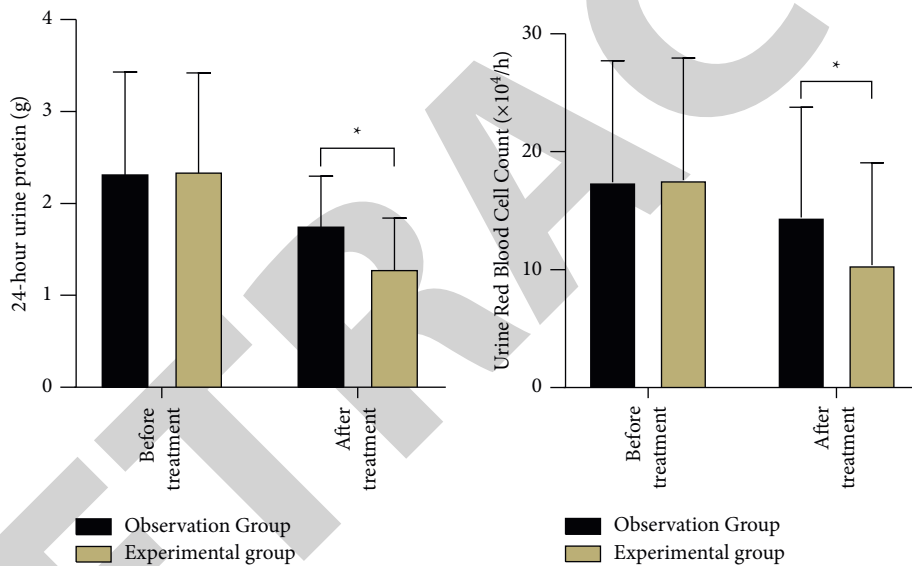 4
3
2
1
0
24-hour urine protein (g)
*
Before
treatment
After
treatment
Observation Group
Experimental group
30
20
10
0
Urine Red Blood Cell Count (×10⁴/h)
*
Before
treatment
After
treatment
Observation Group
Experimental group
ETRAC